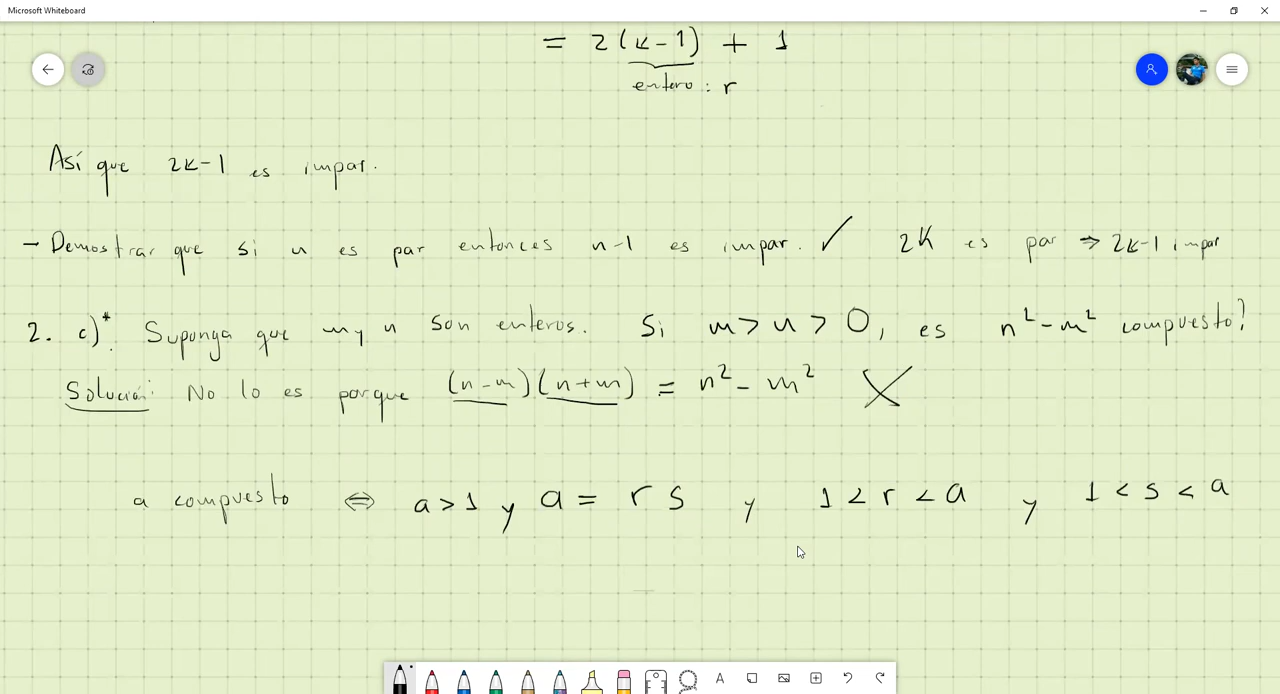 Microsoft Whiteboard
= 2(k-1) + 1
entero : r
Así que 2k-1 es impar.
- Demostrar que si n es par entonces n-1 es impar. ✓ 2k es par ⇒ 2k-1 impar
2. c)* Suponga que m y n son enteros. Si m > n > 0, es n² - m² compuesto?
Solución: No lo es porque (n-m)(n+m) = n² - m² X
a compuesto ⇔ a > 1 y a = r s y 1 < r < a y 1 < s < a
A